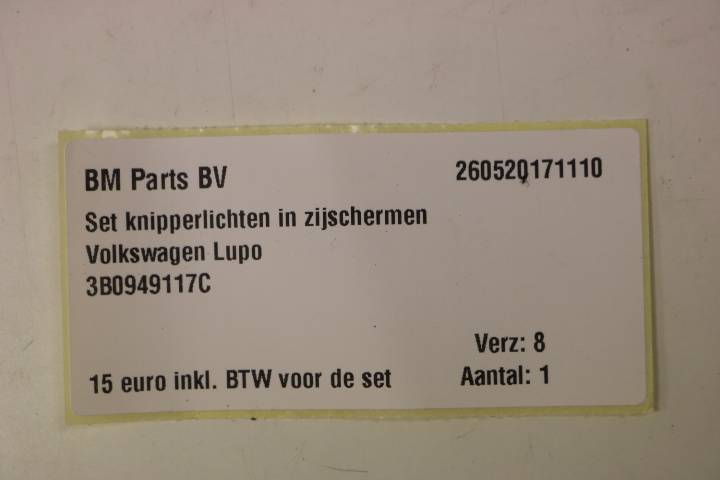 BM Parts BV 260520171110
Set knipperlichten in zijschermen
Volkswagen Lupo
3B0949117C
Verz: 8
15 euro inkl. BTW voor de set Aantal: 1